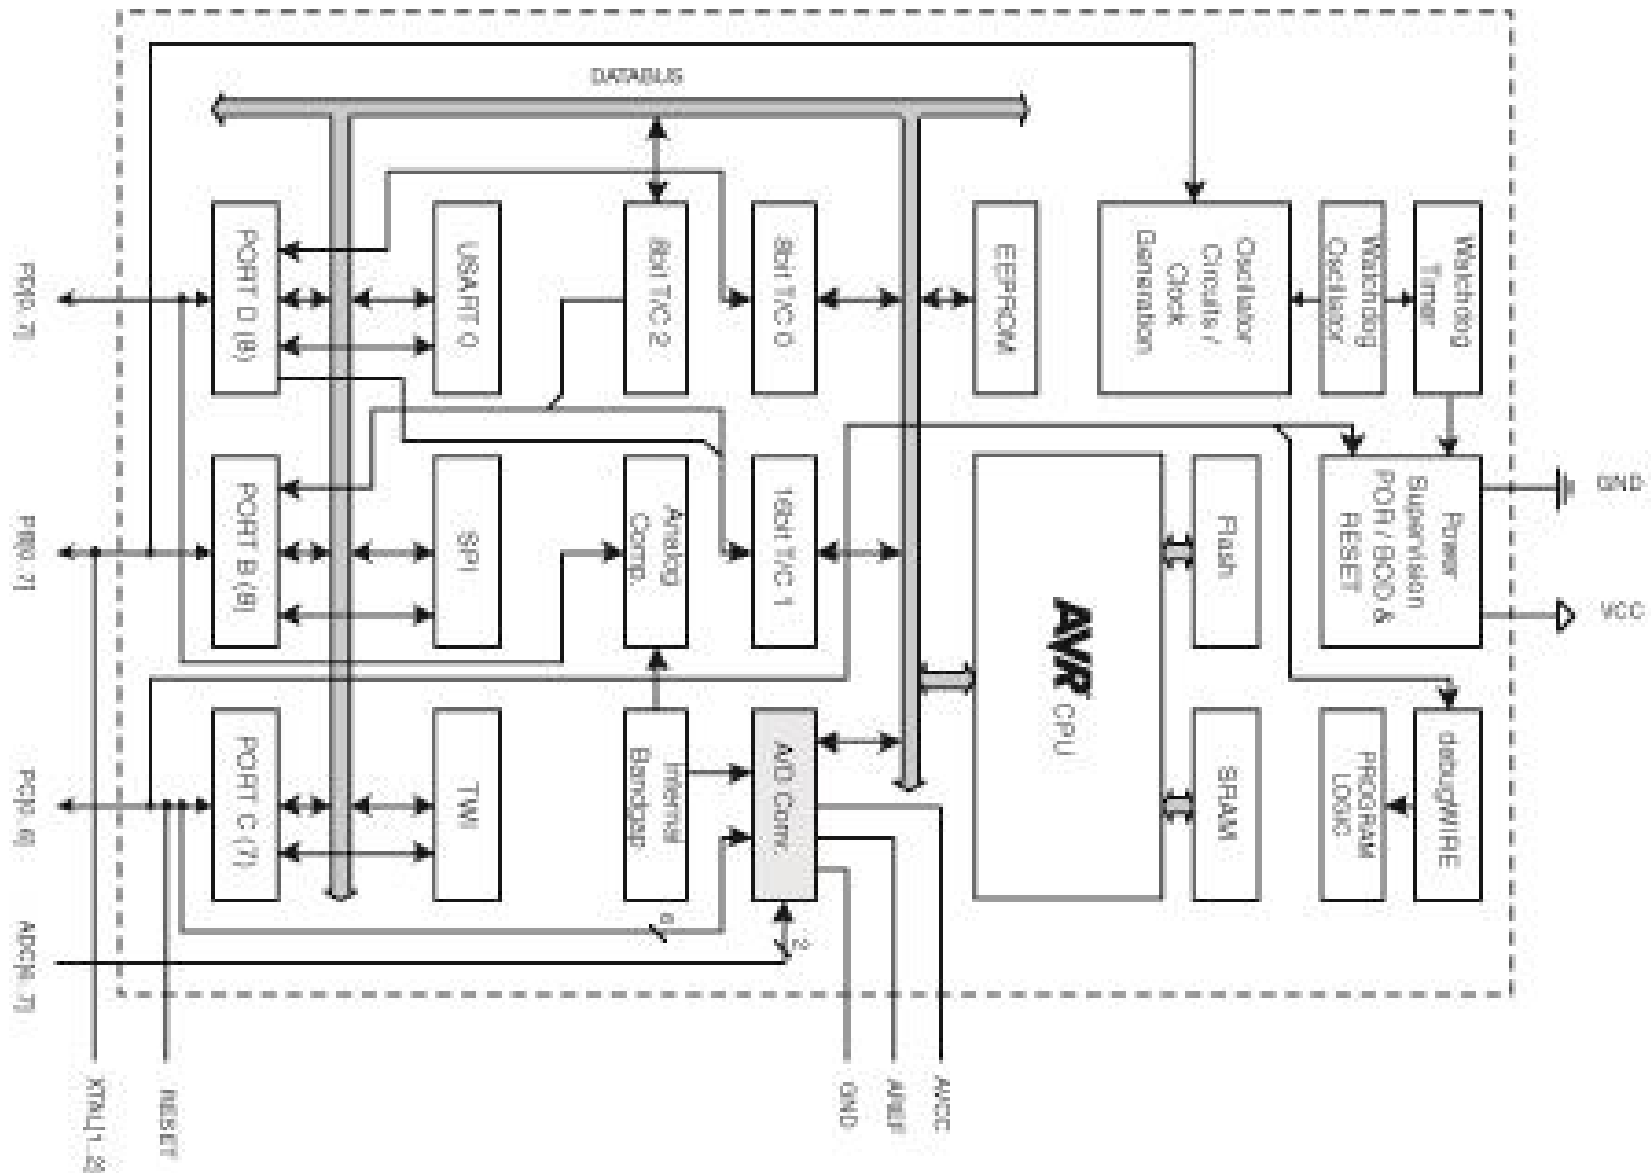 GND
VCC
Watchdog
Timer
Power
Supervision
POR / BOD &
RESET
debugWIRE
Watchdog
Oscillator
PROGRAM
LOGIC
Oscillator
Circuits /
Clock
Generation
Flash
SRAM
AVR CPU
EEPROM
AVCC
AREF
GND
8bit T/C 0
16bit T/C 1
A/D Conv.
2
DATABUS
8bit T/C 2
Analog
Comp.
Internal
Bandgap
6
USART 0
SPI
TWI
PORT D (8)
PORT B (8)
PORT C (7)
RESET
XTAL[1..2]
PD[0..7]
PB[0..7]
PC[0..6]
ADC[6..7]